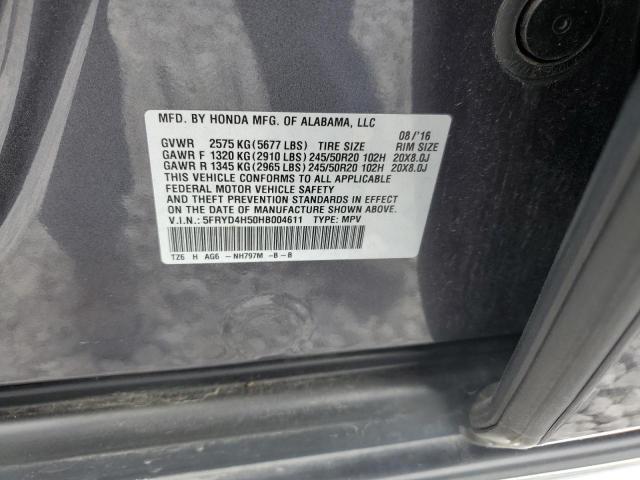 MFD. BY HONDA MFG. OF ALABAMA, LLC 08/'16
GVWR 2575 KG (5677 LBS) TIRE SIZE RIM SIZE
GAWR F 1320 KG (2910 LBS) 245/50R20 102H 20X8.0J
GAWR R 1345 KG (2965 LBS) 245/50R20 102H 20X8.0J
THIS VEHICLE CONFORMS TO ALL APPLICABLE
FEDERAL MOTOR VEHICLE SAFETY
AND THEFT PREVENTION STANDARDS IN EFFECT
ON THE DATE OF MANUFACTURE SHOWN ABOVE.
V.I.N.: 5FRYD4H50HB004611 TYPE: MPV
TZ6 H AG6 - NH797M -B -B